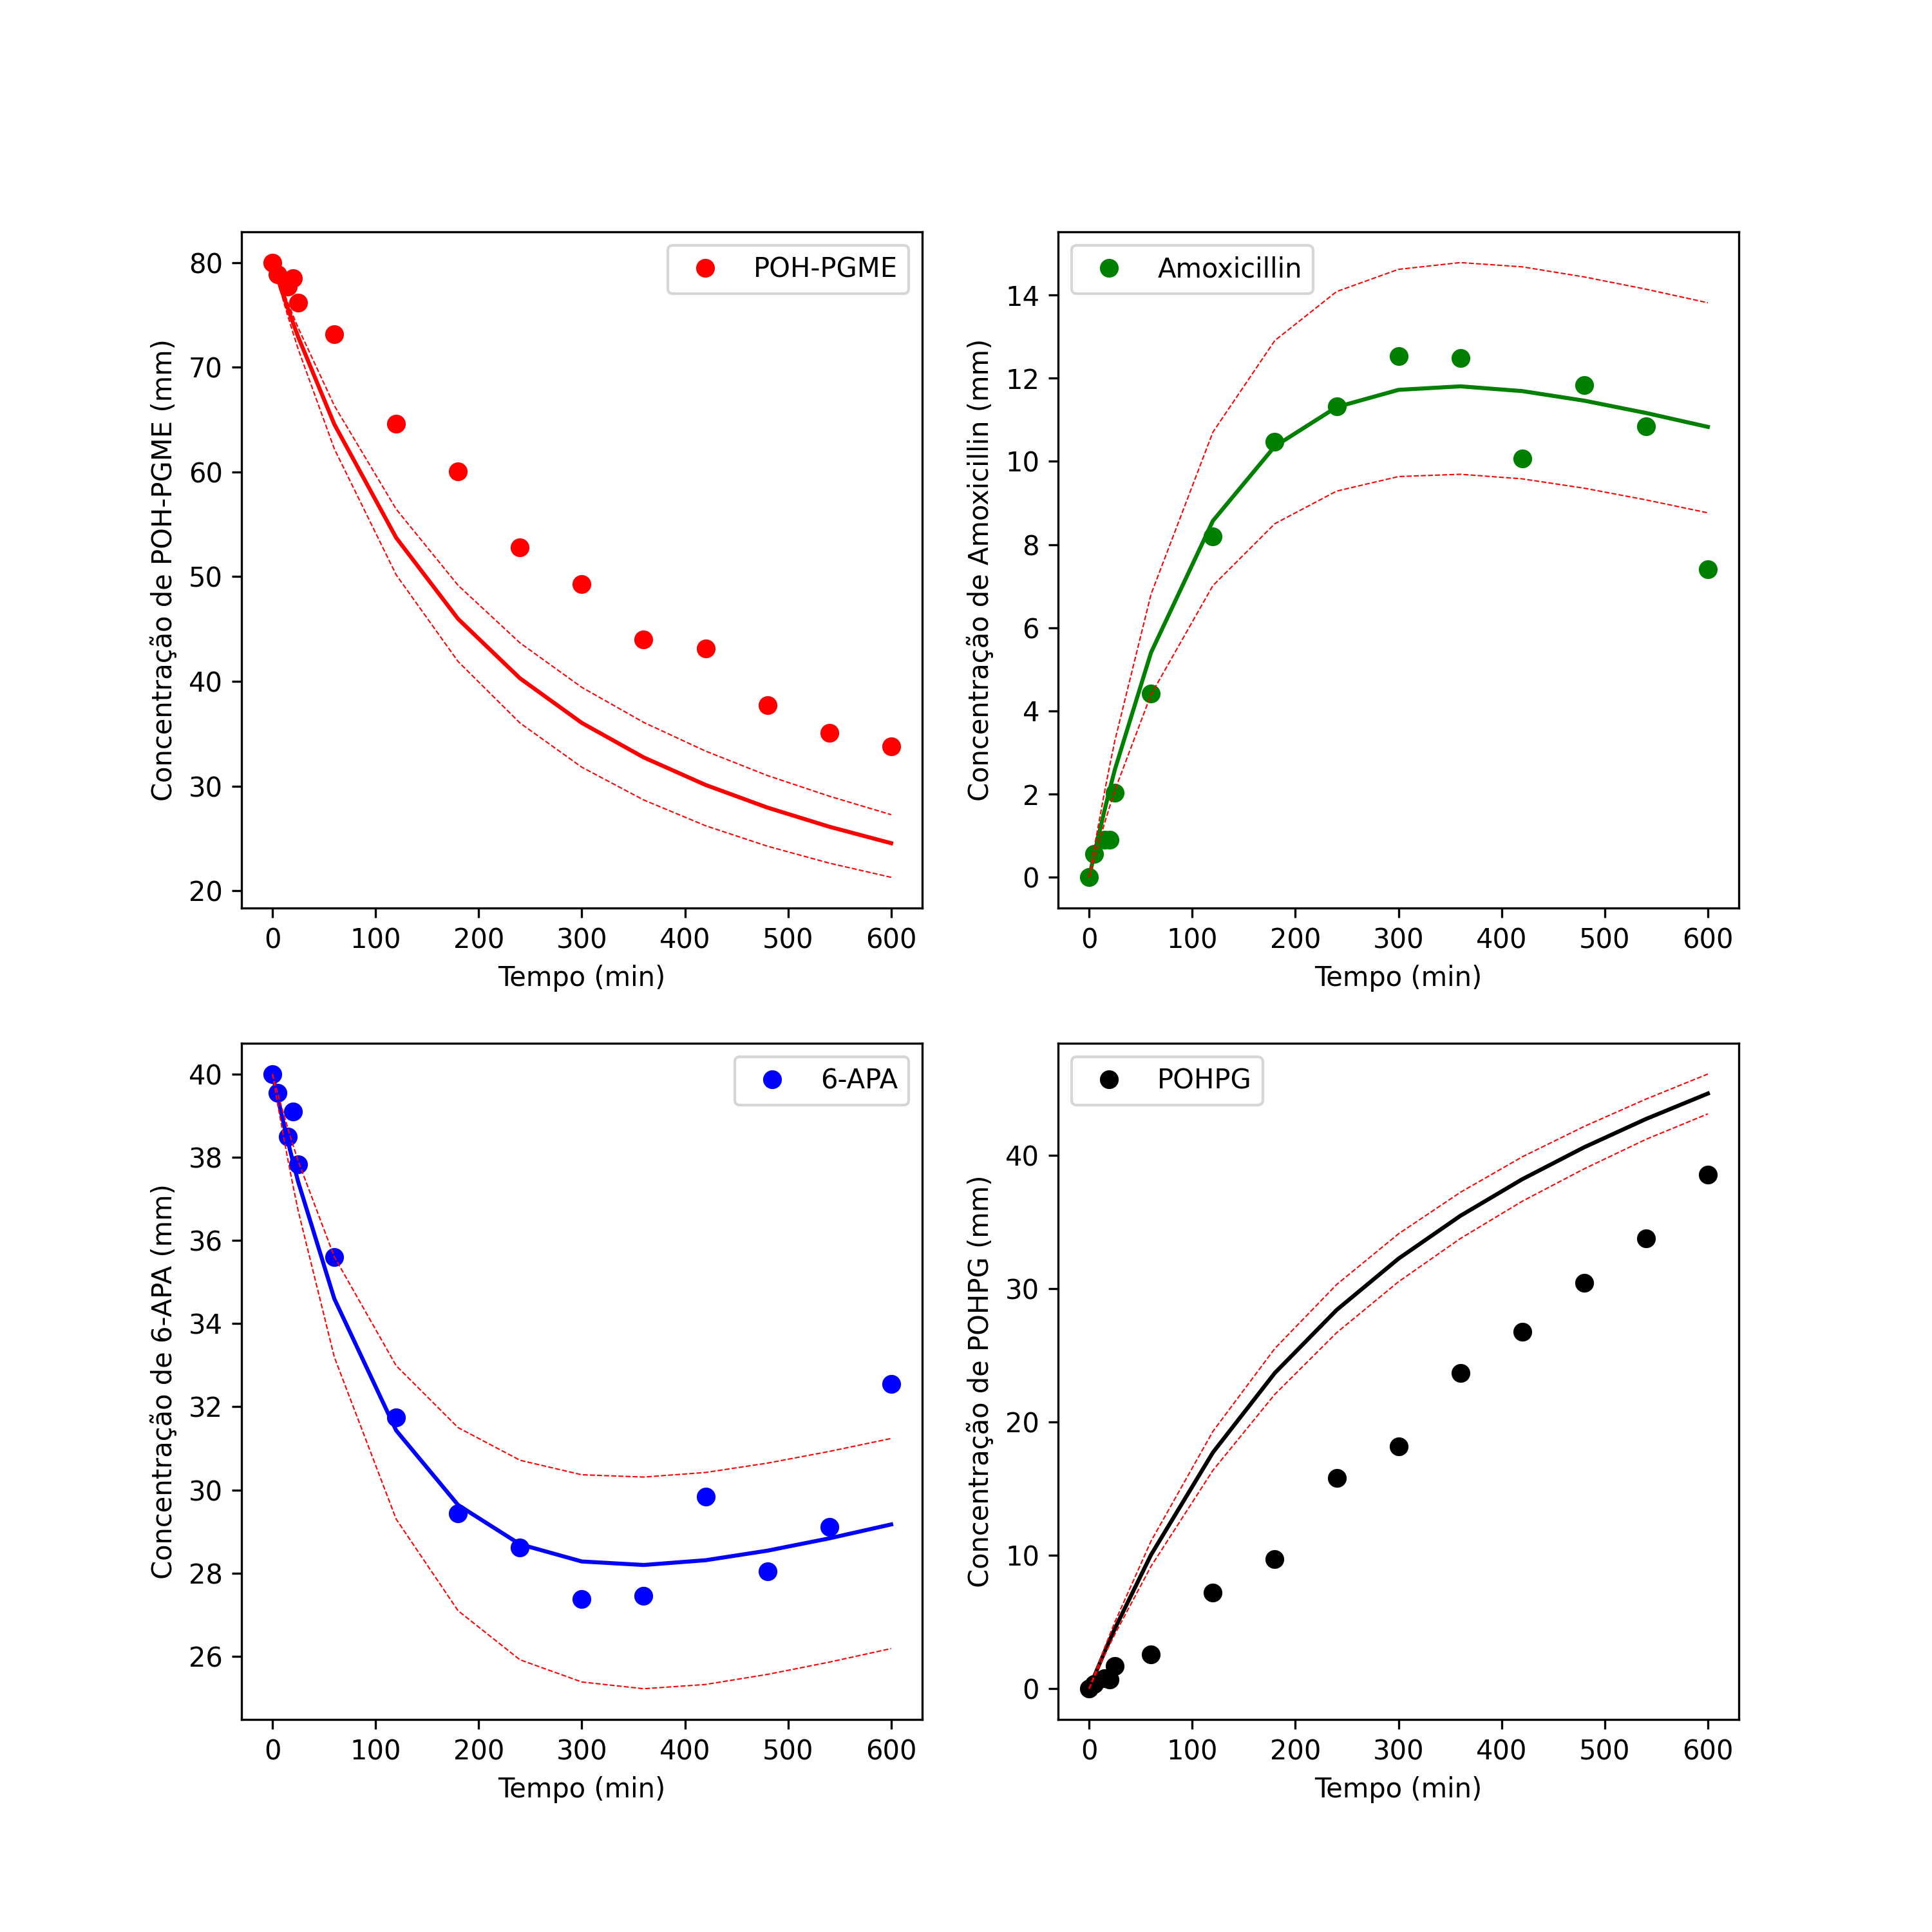 POH-PGME
Concentração de POH-PGME (mm)
80
70
60
50
40
30
20
0 100 200 300 400 500 600
Tempo (min)
Amoxicillin
Concentração de Amoxicillin (mm)
14
12
10
8
6
4
2
0
0 100 200 300 400 500 600
Tempo (min)
6-APA
Concentração de 6-APA (mm)
40
38
36
34
32
30
28
26
0 100 200 300 400 500 600
Tempo (min)
POHPG
Concentração de POHPG (mm)
40
30
20
10
0
0 100 200 300 400 500 600
Tempo (min)